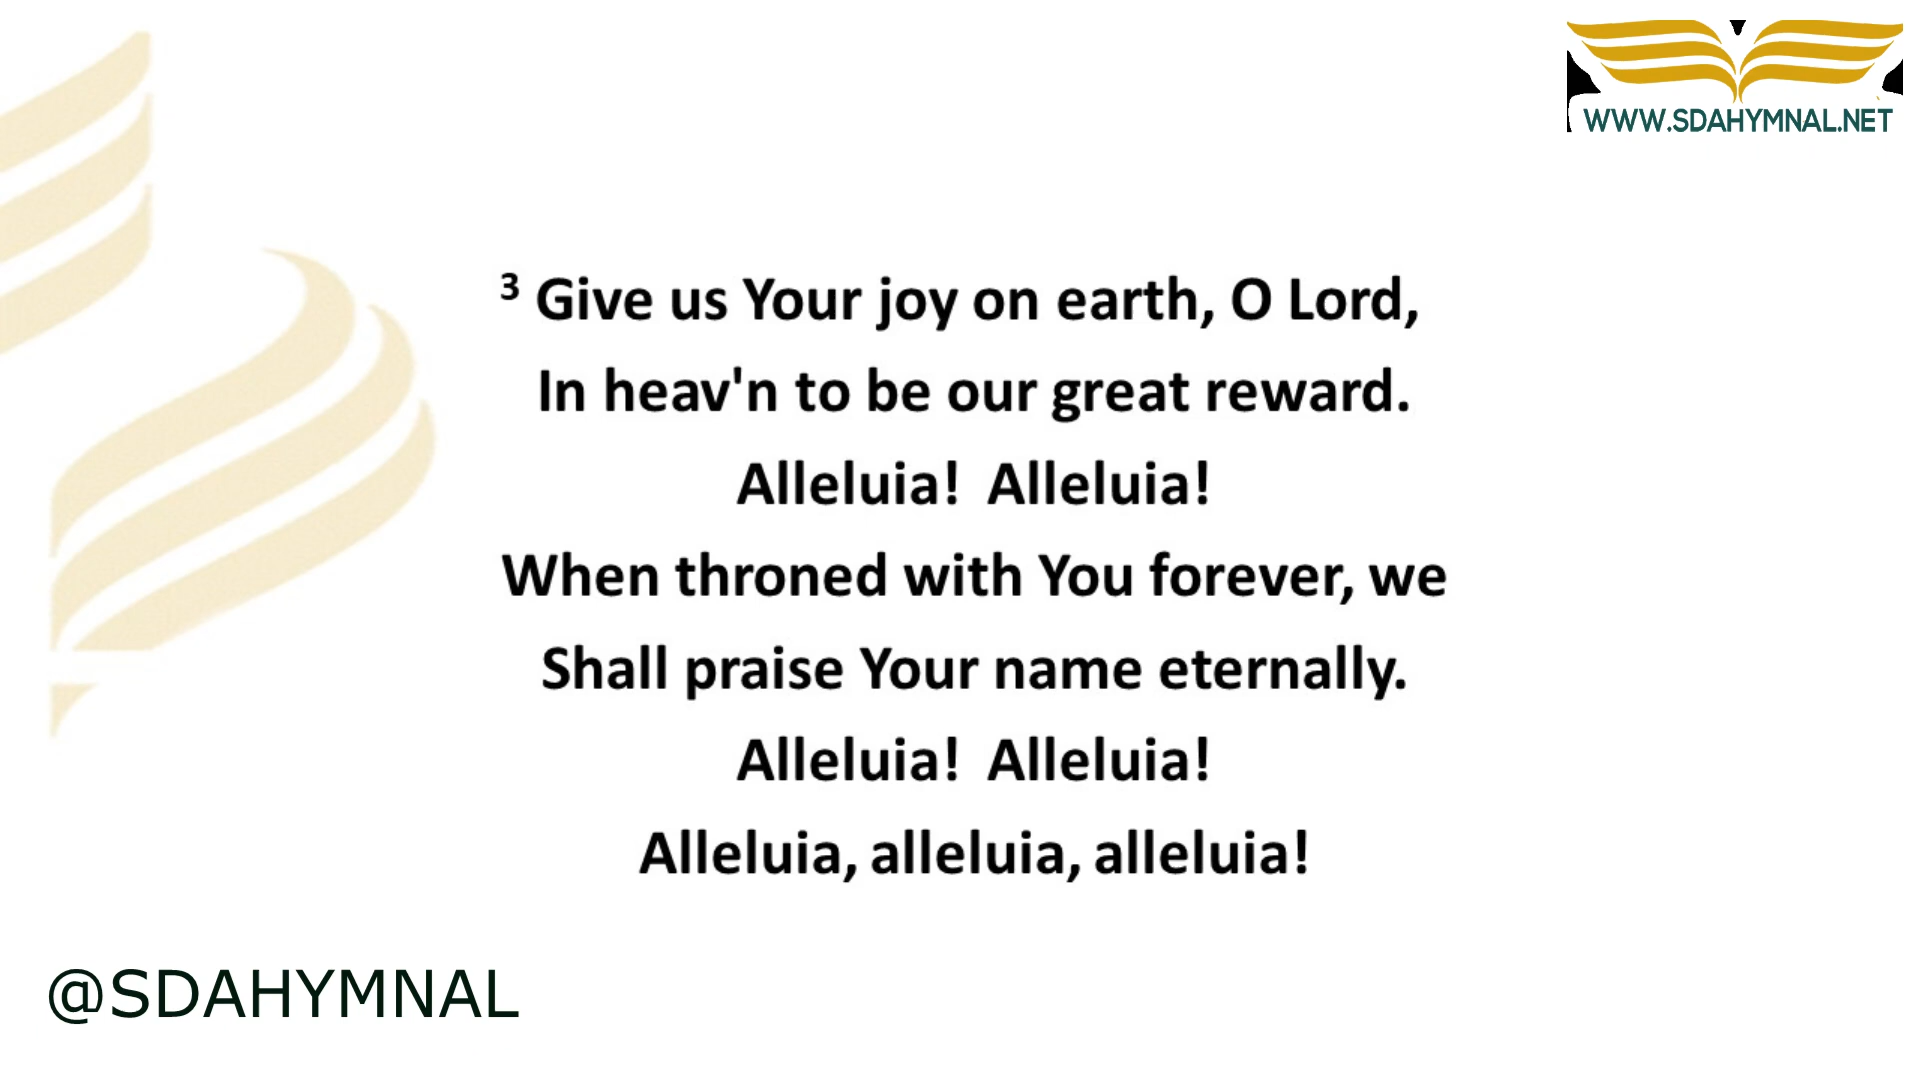 WWW.SDAHYMNAL.NET
³ Give us Your joy on earth, O Lord,
In heav'n to be our great reward.
Alleluia!  Alleluia!
When throned with You forever, we
Shall praise Your name eternally.
Alleluia!  Alleluia!
Alleluia, alleluia, alleluia!
@SDAHYMNAL